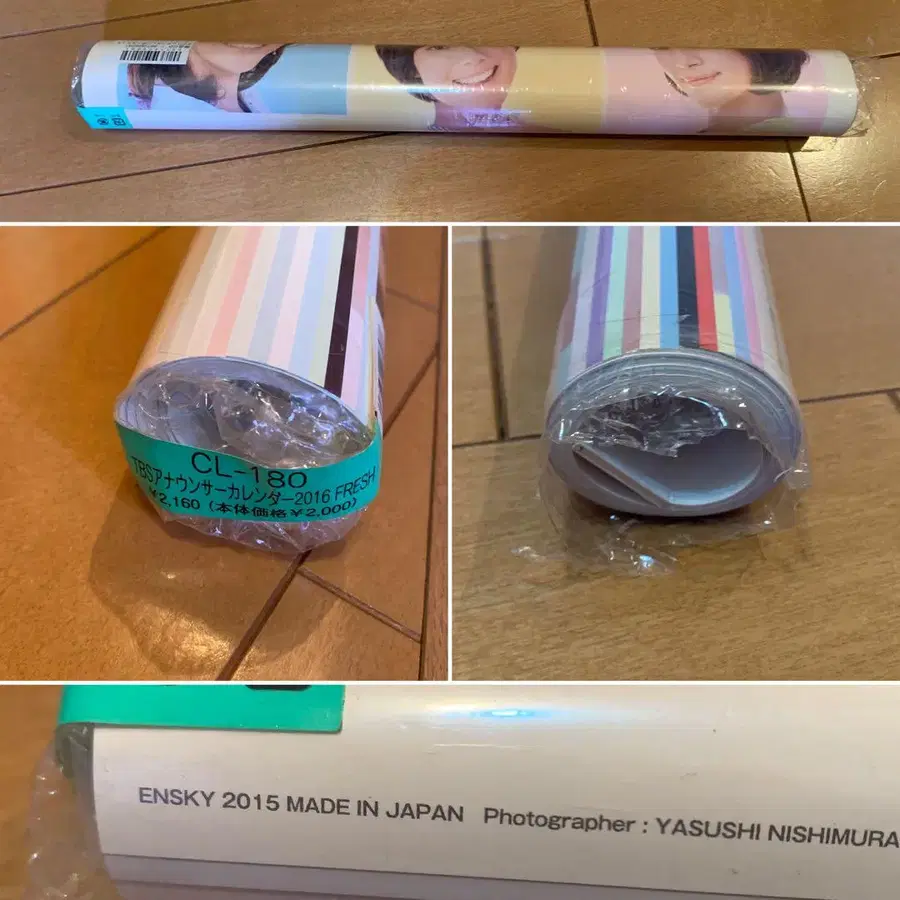 CL-180
TBSアナウンサーカレンダー2016 FRESH
¥2,160（本体価格¥2,000）
ENSKY 2015 MADE IN JAPAN Photographer : YASUSHI NISHIMURA